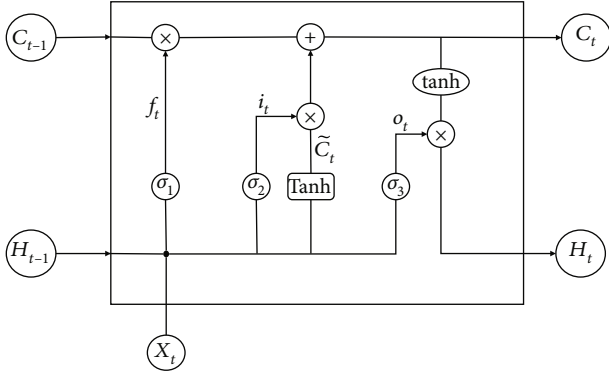 C_{t−1} × + C_t
tanh
f_t i_t × o_t ×
C̃_t
σ_1 σ_2 Tanh σ_3
H_{t−1} H_t
X_t